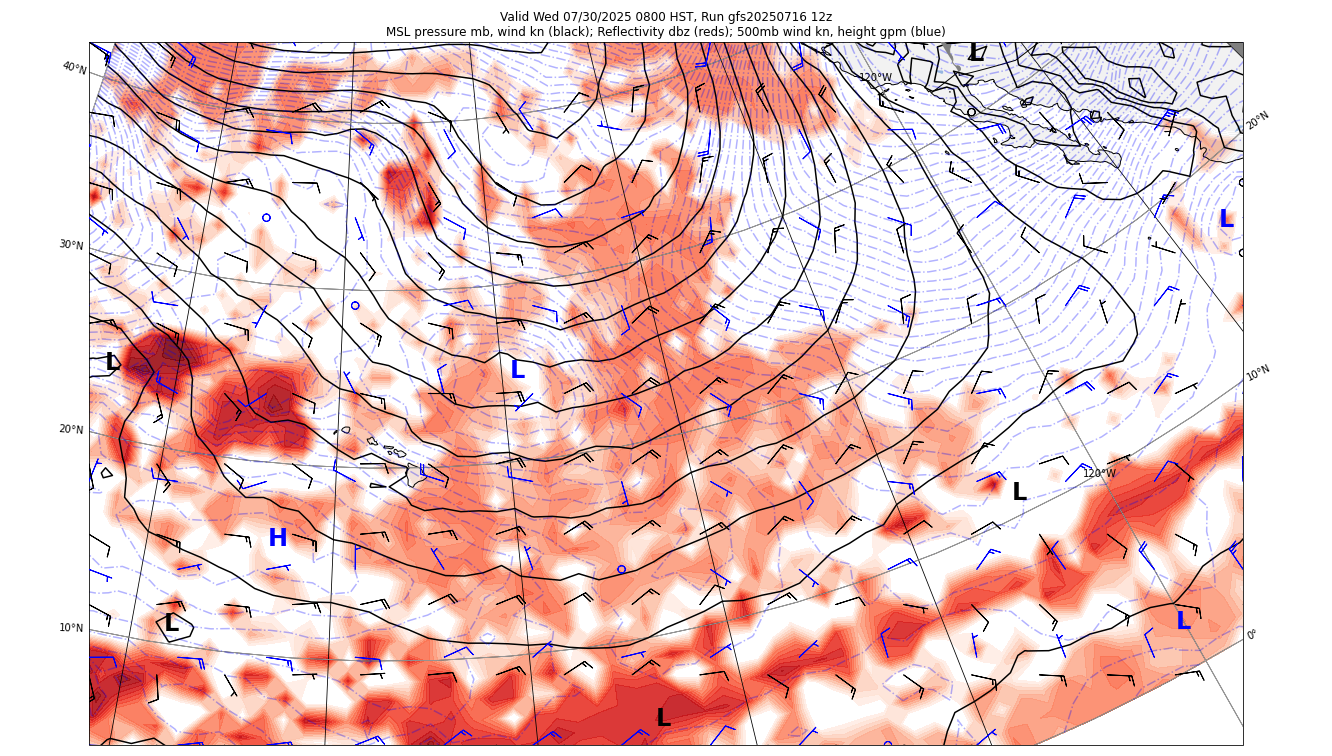 Valid Wed 07/30/2025 0800 HST, Run gfs20250716 12z
MSL pressure mb, wind kn (black); Reflectivity dbz (reds); 500mb wind kn, height gpm (blue)
L
40°N
120°W
20°N
L
30°N
L
L
10°N
20°N
120°W
L
H
L
L
10°N
0°
L